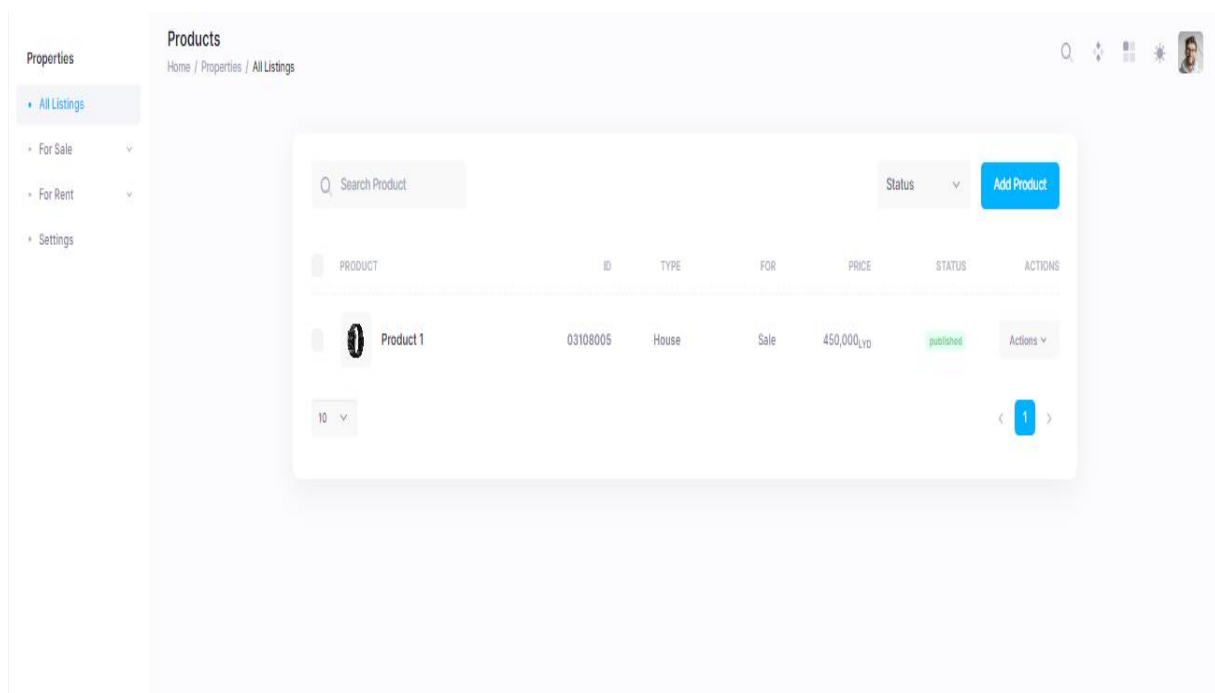 Properties
All Listings
For Sale
For Rent
Settings
Products
Home / Properties / All Listings
Search Product
Status
Add Product
PRODUCT ID TYPE FOR PRICE STATUS ACTIONS
Product 1 03108005 House Sale 450,000LYD published Actions
10
1